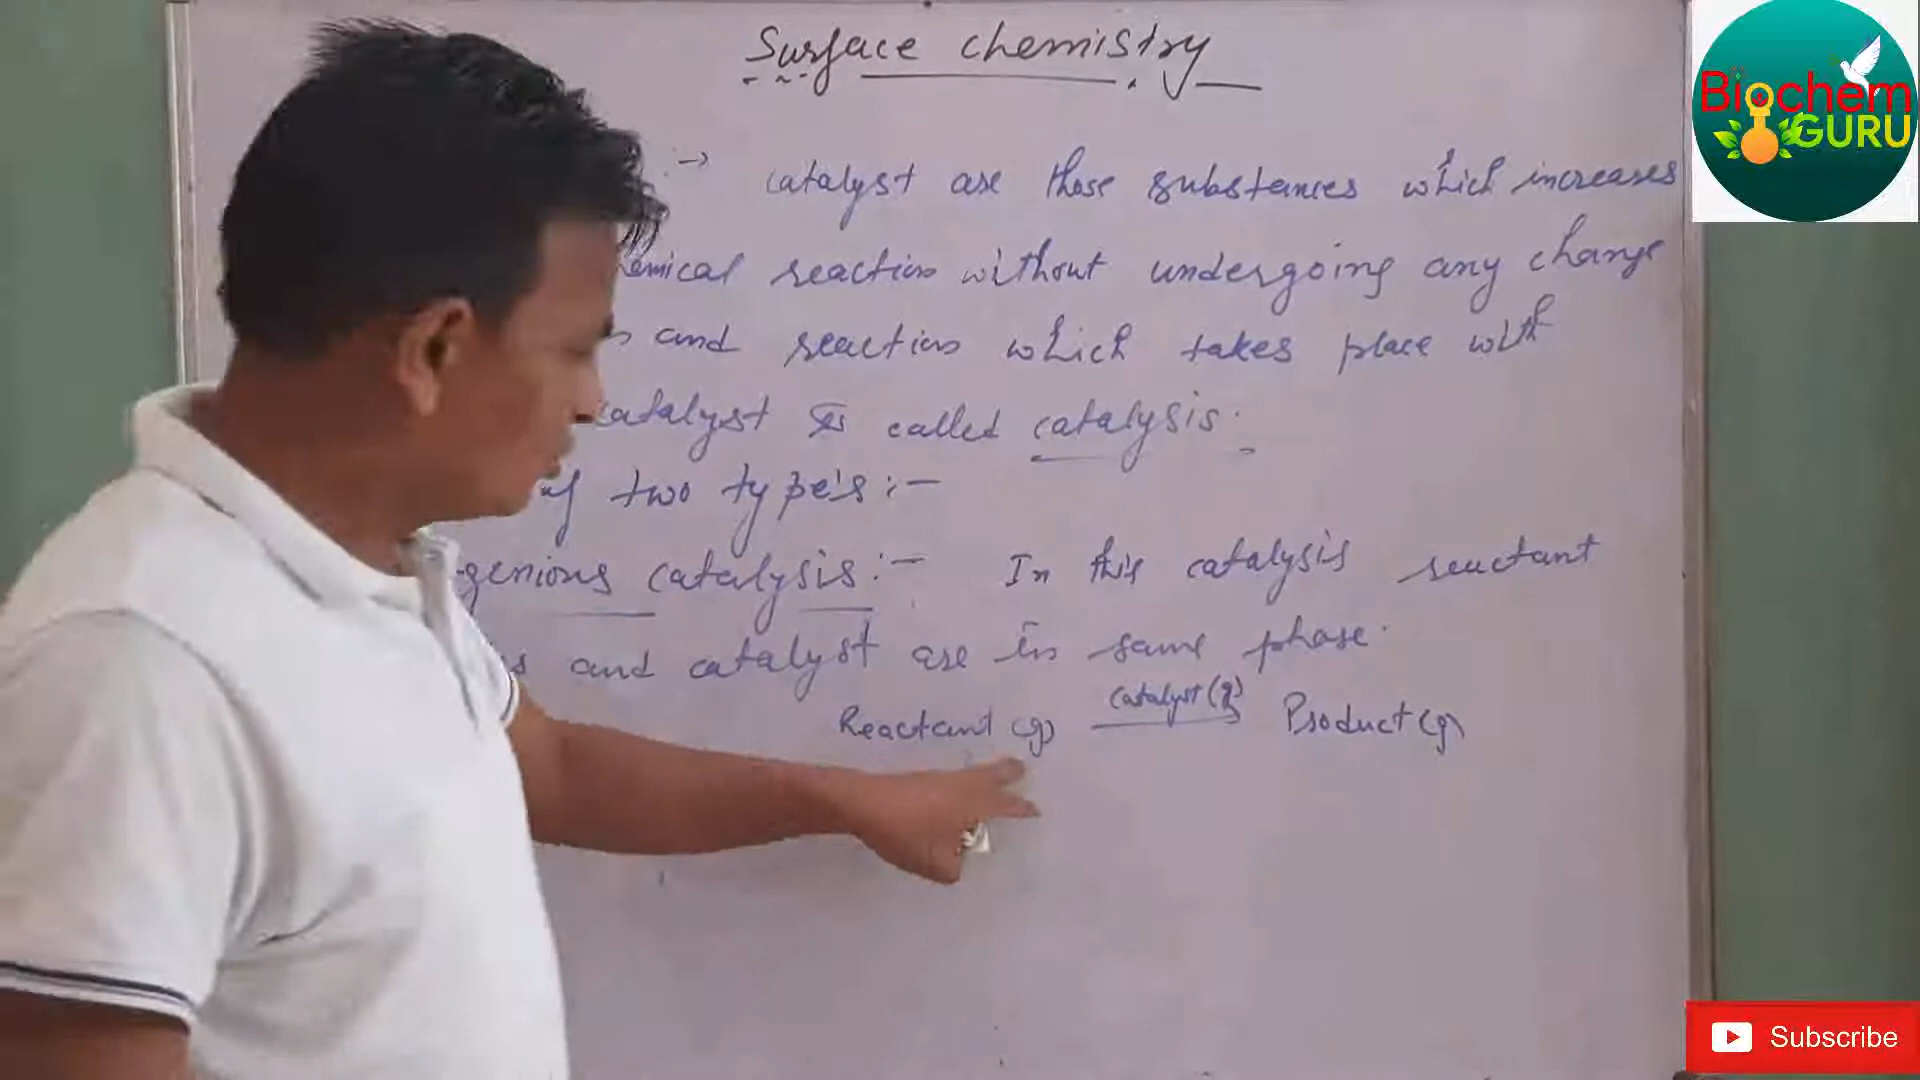 Surface chemistry
Biochem
GURU
:→ catalyst are those substances which increases
hemical reaction without undergoing any change
and reaction which takes place with
catalyst is called catalysis.
of two type's :-
genious catalysis :- In this catalysis reactant
s and catalyst are in same phase.
Reactant (g) catalyst (g) → Product (g)
Subscribe